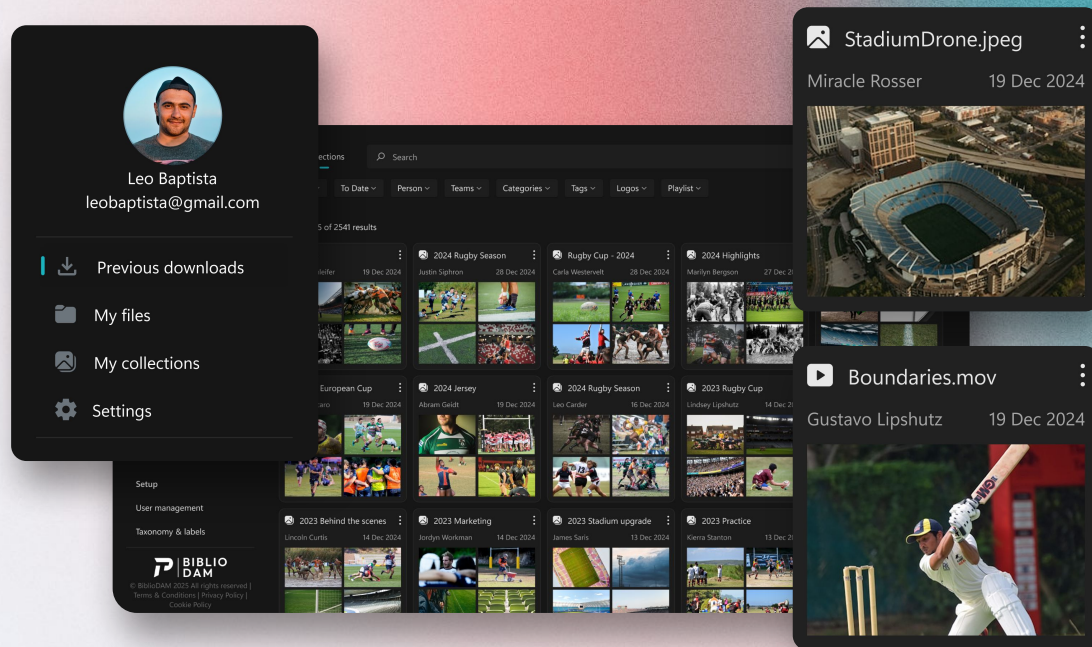 Leo Baptista
leobaptista@gmail.com
Previous downloads
My files
My collections
Settings
Setup
User management
Taxonomy & labels
BIBLIO
DAM
© BiblioDAM 2025 All rights reserved |
Terms & Conditions | Privacy Policy |
Cookie Policy
Search
To Date
Person
Teams
Categories
Tags
Logos
Playlist
of 2541 results
19 Dec 2024
2024 Rugby Season
Justin Siphron 28 Dec 2024
Rugby Cup - 2024
Carla Westervelt 28 Dec 2024
2024 Highlights
Marilyn Bergson 27 Dec
European Cup
19 Dec 2024
2024 Jersey
Abram Geidt 19 Dec 2024
2024 Rugby Season
Leo Carder 16 Dec 2024
2023 Rugby Cup
Lindsey Lipshutz 14 Dec
2023 Behind the scenes
Lincoln Curtis 14 Dec 2024
2023 Marketing
Jordyn Workman 14 Dec 2024
2023 Stadium upgrade
James Saris 13 Dec 2024
2023 Practice
Kierra Stanton 13 Dec
StadiumDrone.jpeg
Miracle Rosser 19 Dec 2024
Boundaries.mov
Gustavo Lipshutz 19 Dec 2024